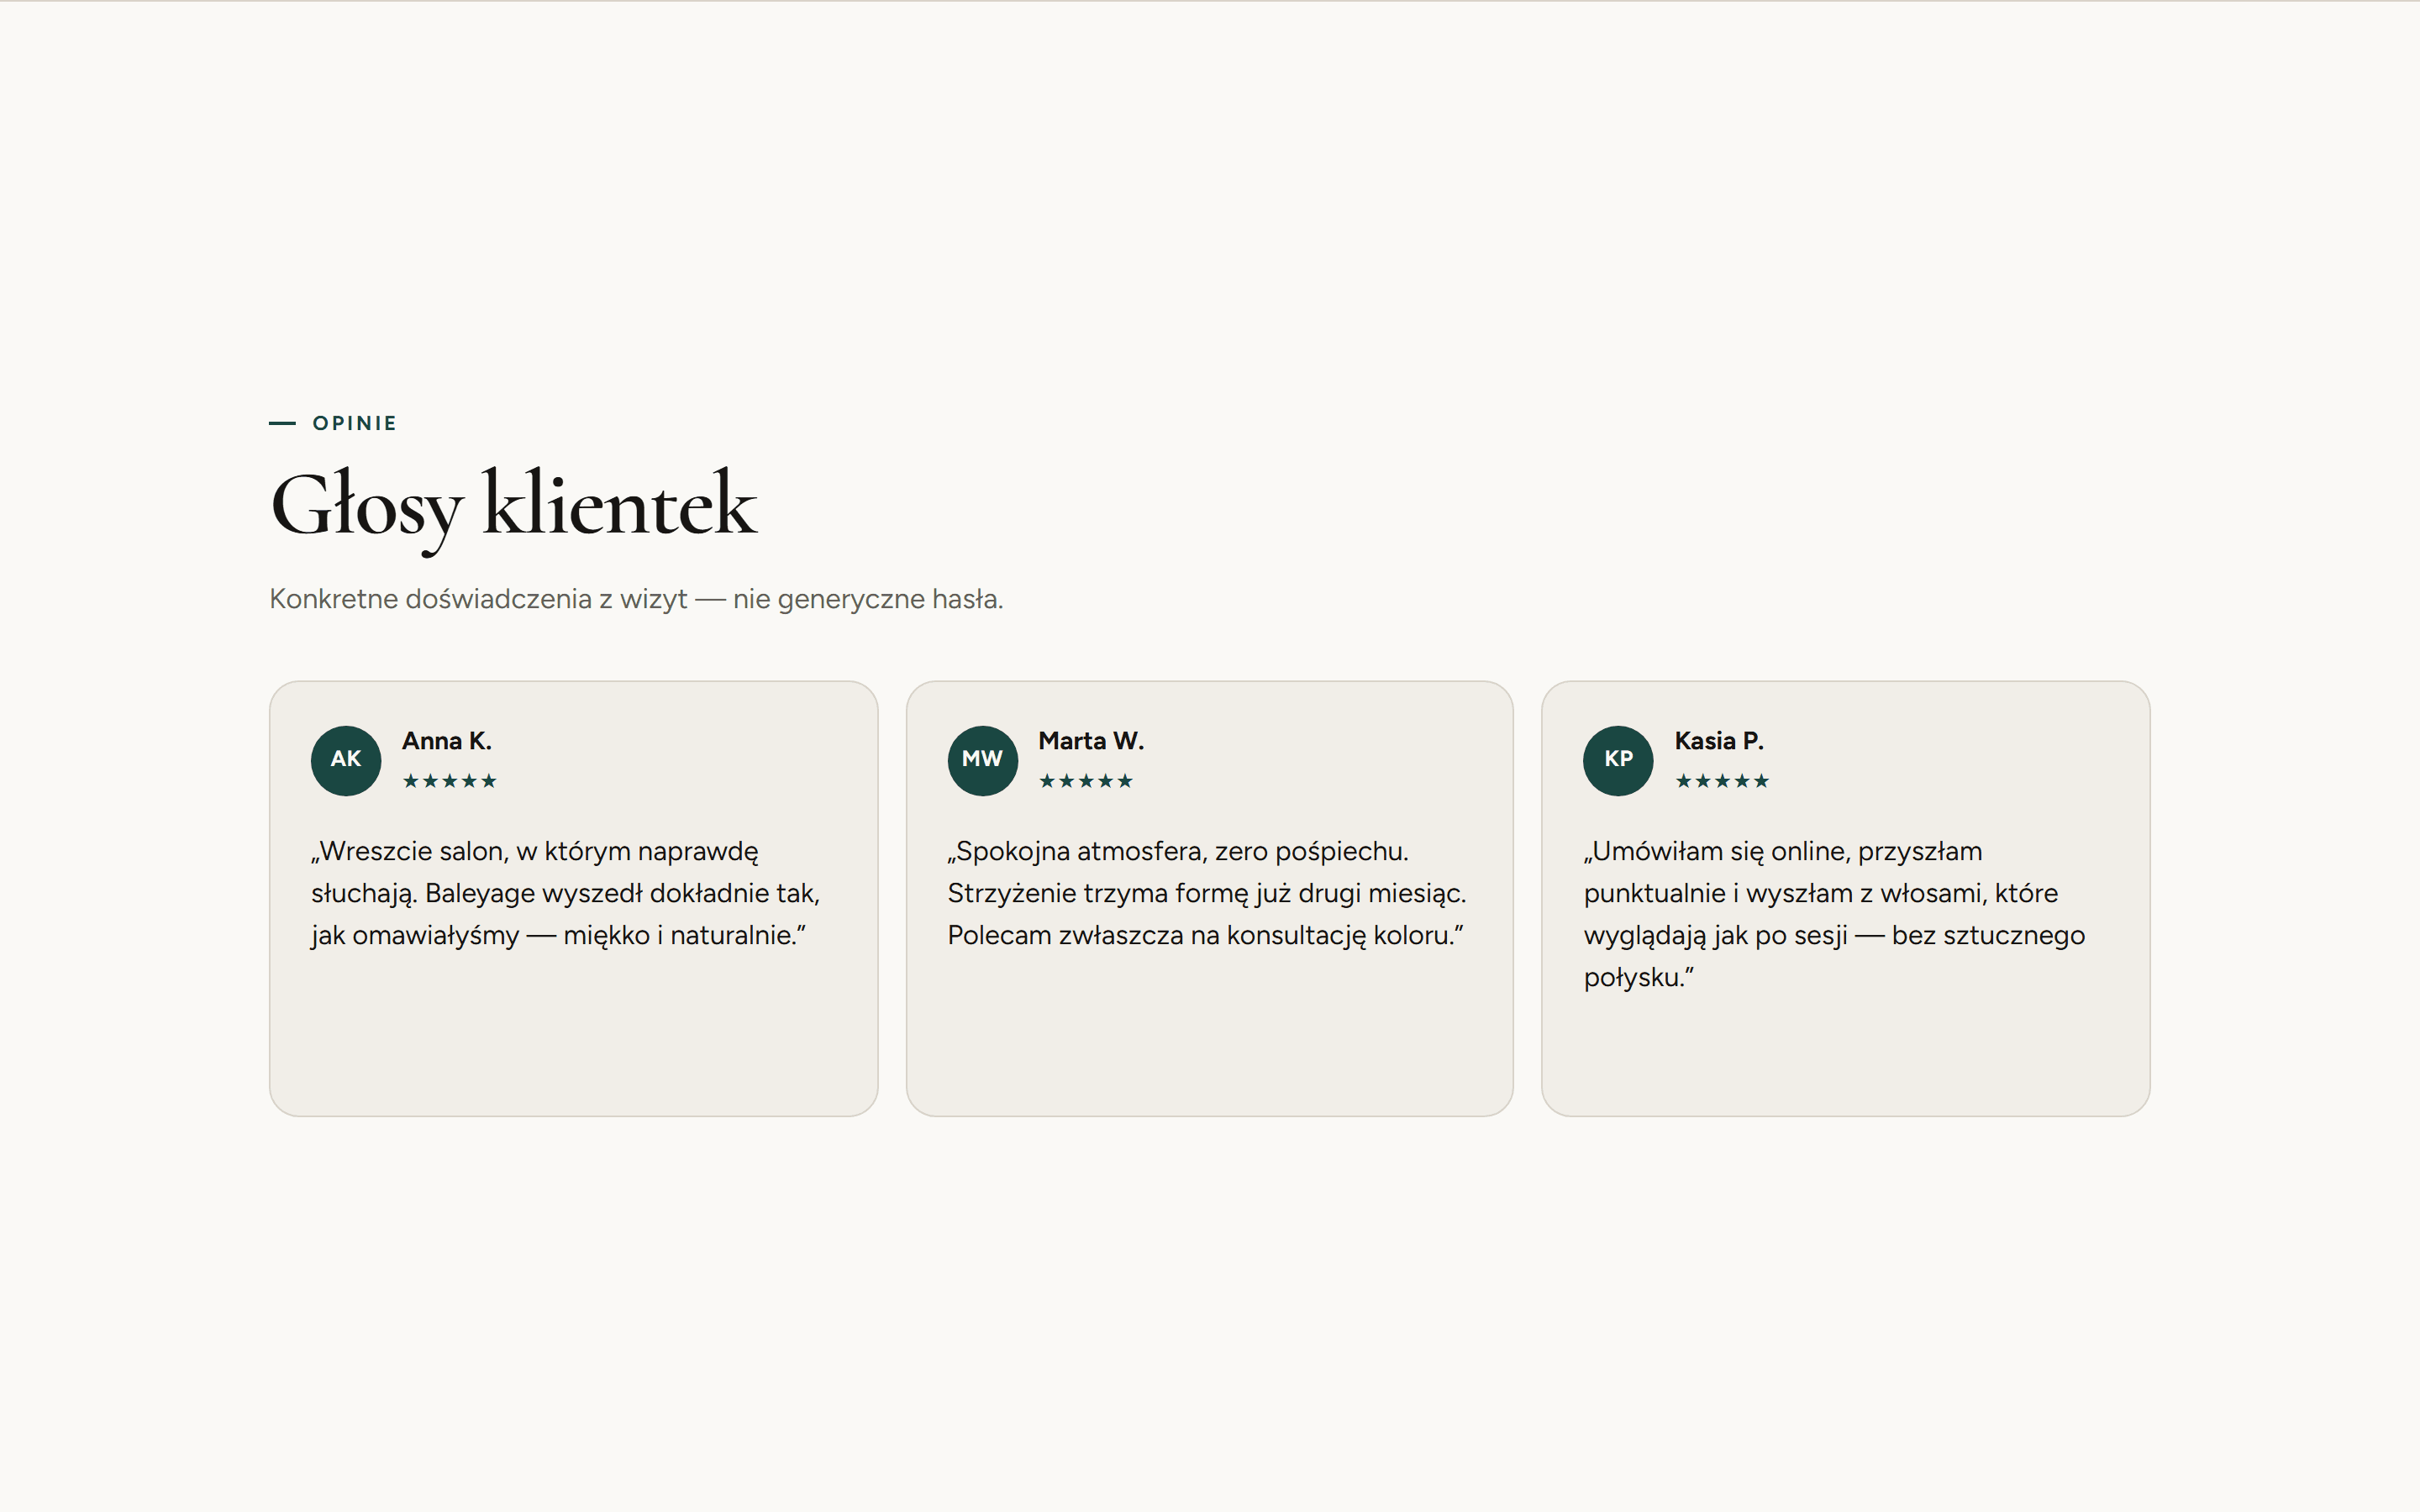 — OPINIE
Głosy klientek
Konkretne doświadczenia z wizyt — nie generyczne hasła.
AK
Anna K.
★★★★★
„Wreszcie salon, w którym naprawdę
słuchają. Baleyage wyszedł dokładnie tak,
jak omawiałyśmy — miękko i naturalnie.”
MW
Marta W.
★★★★★
„Spokojna atmosfera, zero pośpiechu.
Strzyżenie trzyma formę już drugi miesiąc.
Polecam zwłaszcza na konsultację koloru.”
KP
Kasia P.
★★★★★
„Umówiłam się online, przyszłam
punktualnie i wyszłam z włosami, które
wyglądają jak po sesji — bez sztucznego
połysku.”